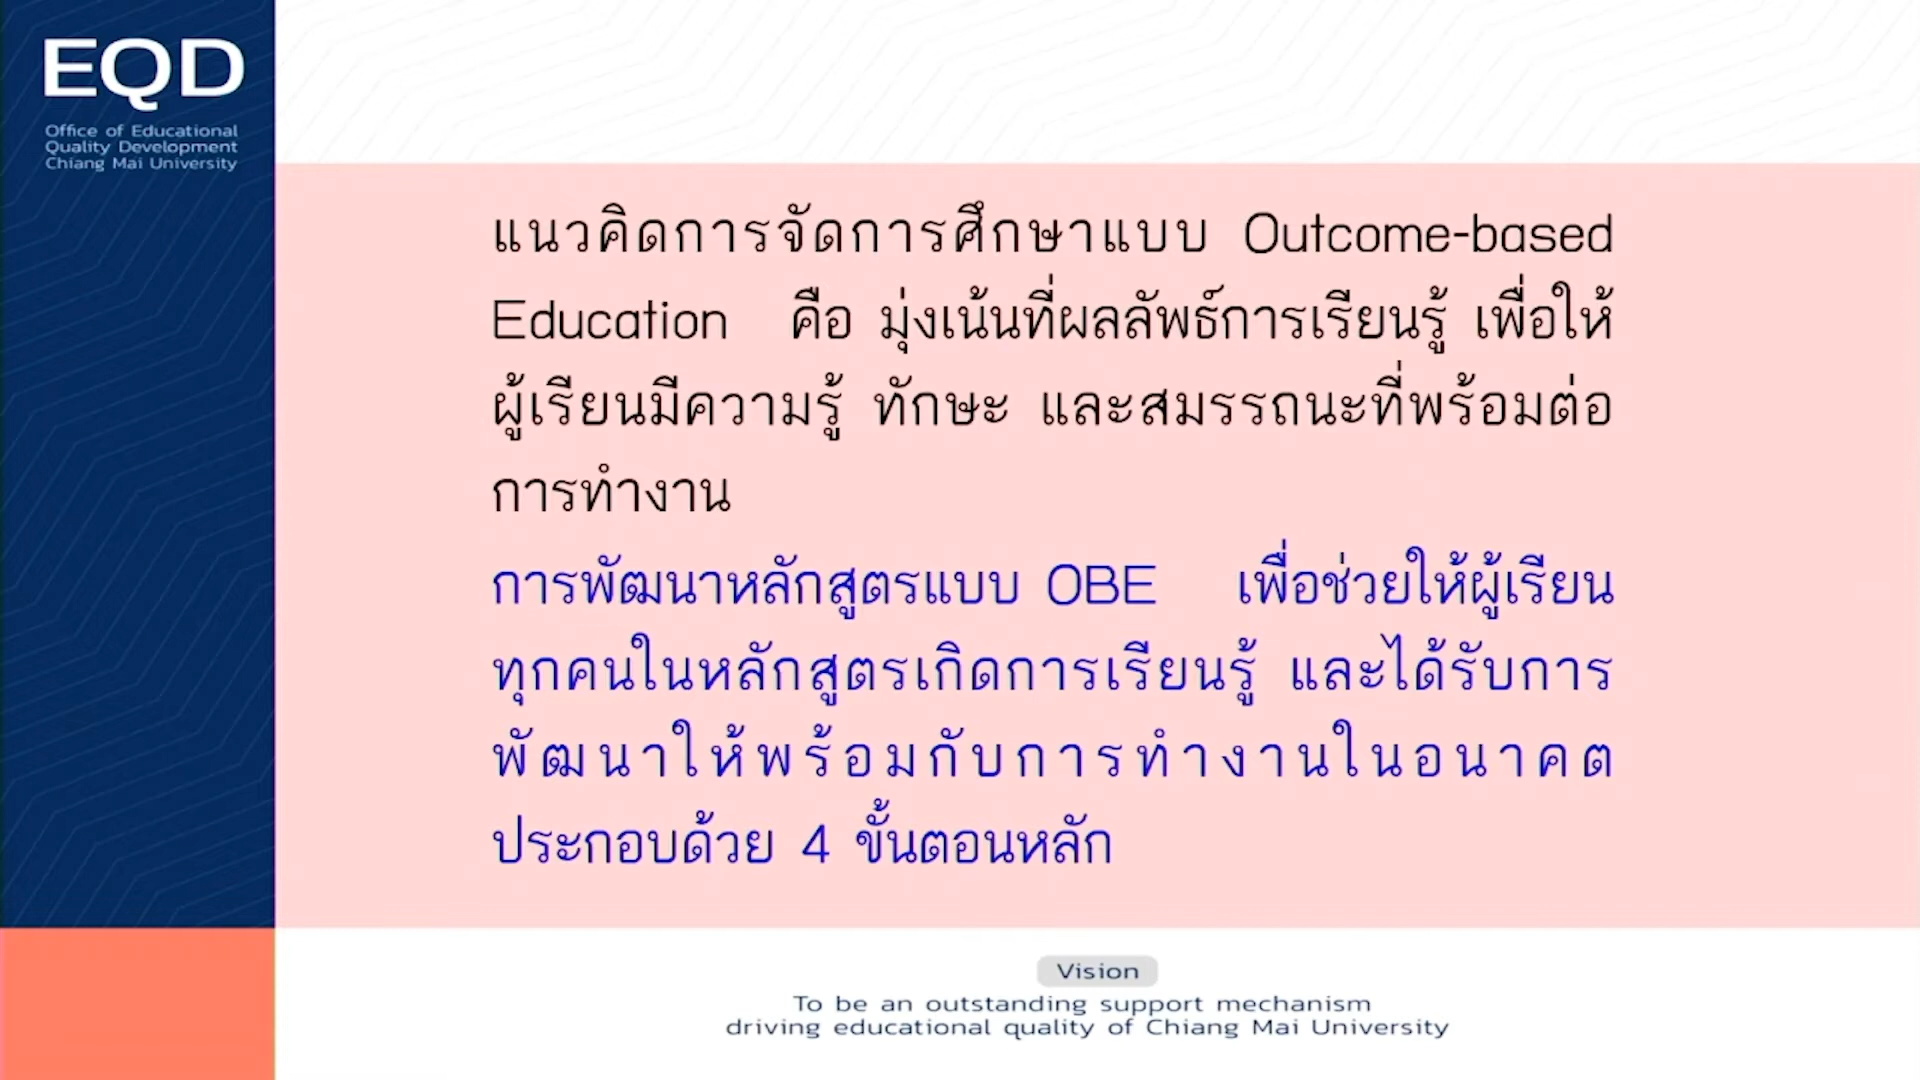 EQD
Office of Educational
Quality Development
Chiang Mai University
แนวคิดการจัดการศึกษาแบบ Outcome-based
Education คือ มุ่งเน้นที่ผลลัพธ์การเรียนรู้ เพื่อให้
ผู้เรียนมีความรู้ ทักษะ และสมรรถนะที่พร้อมต่อ
การทำงาน
การพัฒนาหลักสูตรแบบ OBE เพื่อช่วยให้ผู้เรียน
ทุกคนในหลักสูตรเกิดการเรียนรู้ และได้รับการ
พัฒนาให้พร้อมกับการทำงานในอนาคต
ประกอบด้วย 4 ขั้นตอนหลัก
Vision
To be an outstanding support mechanism
driving educational quality of Chiang Mai University